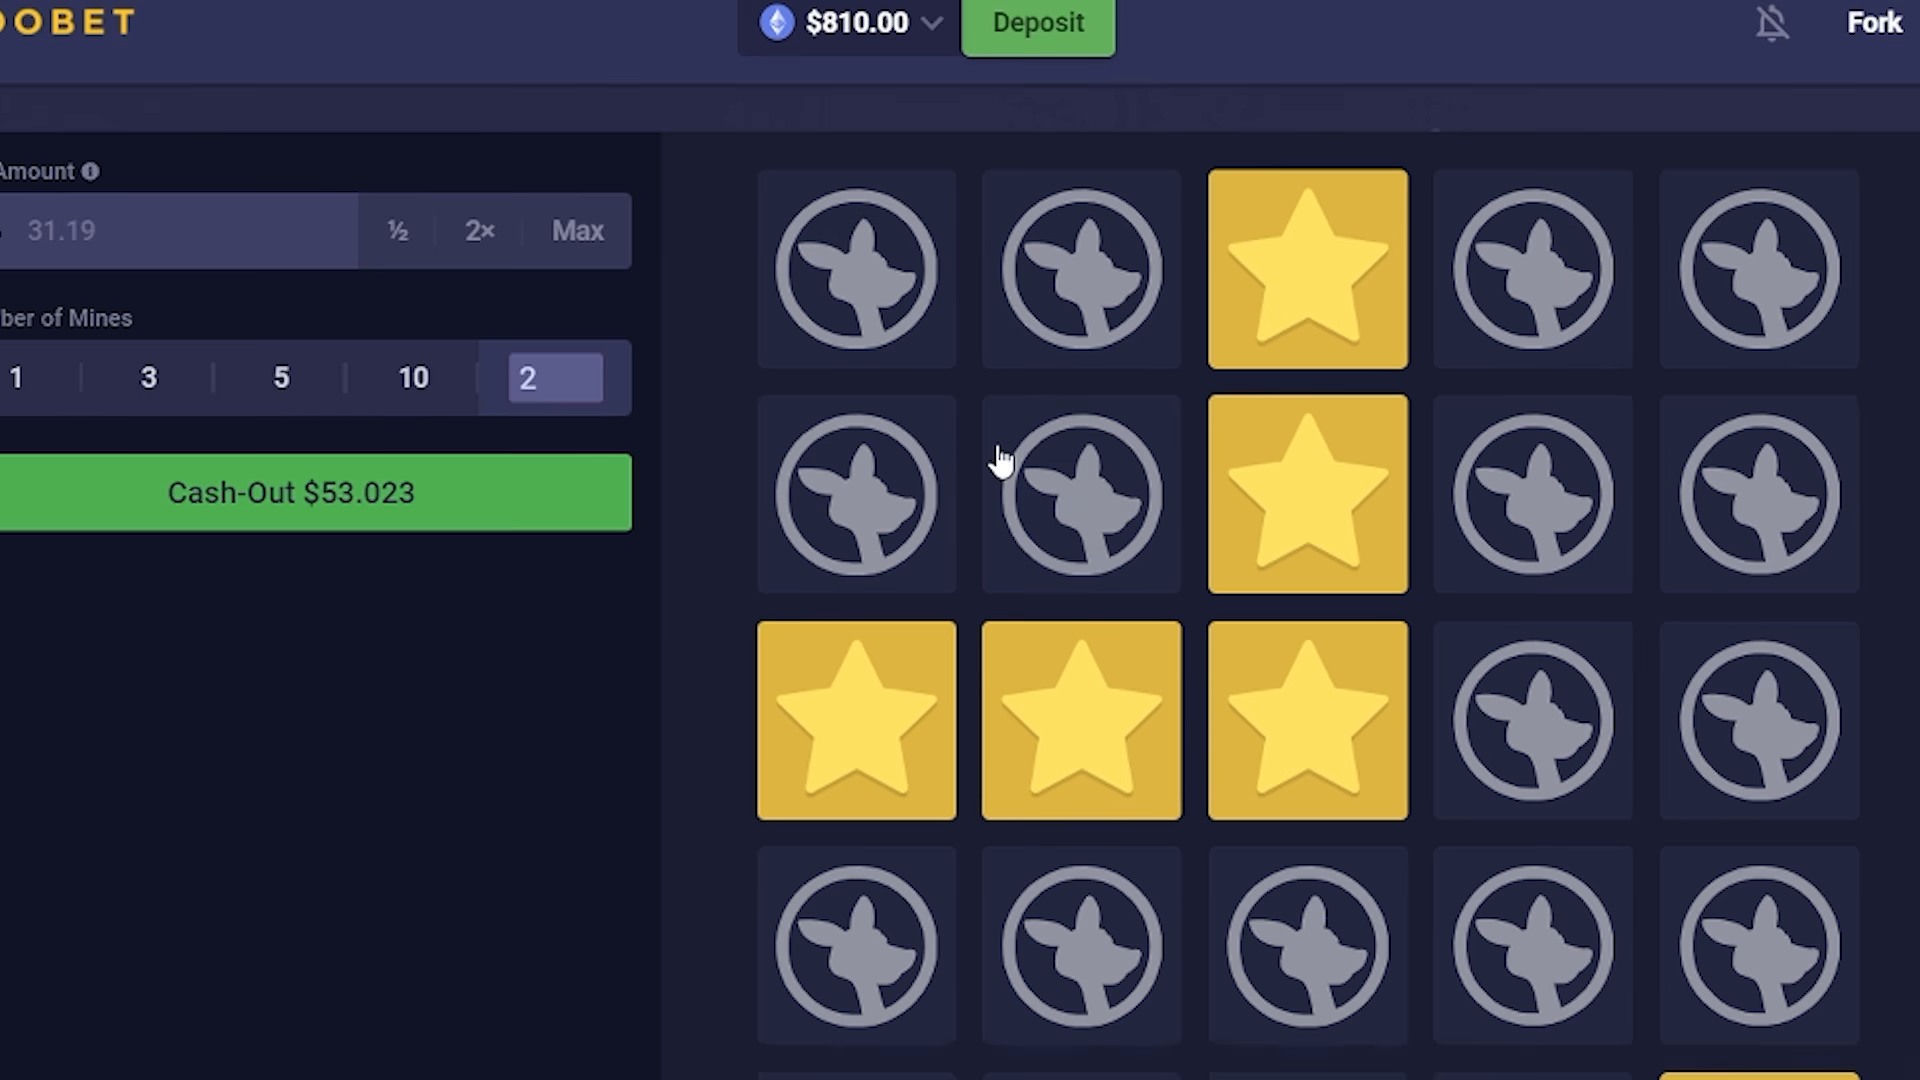 OOBET
$810.00
Deposit
Fork
Amount
31.19
½
2×
Max
ber of Mines
1
3
5
10
2
Cash-Out $53.023